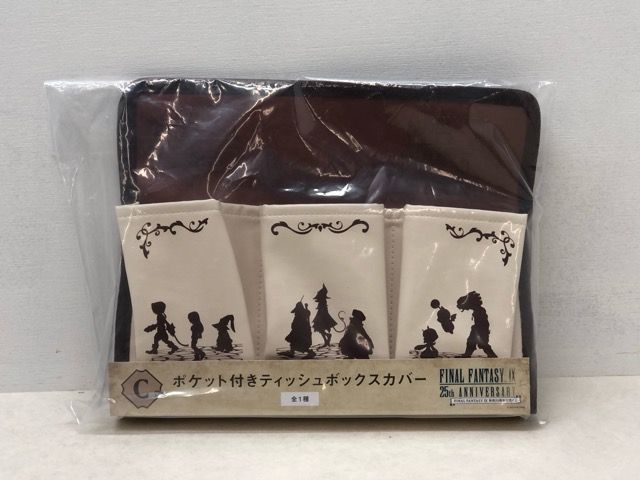 C
ポケット付きティッシュボックスカバー
全1種
FINAL FANTASY IX
25th ANNIVERSARY